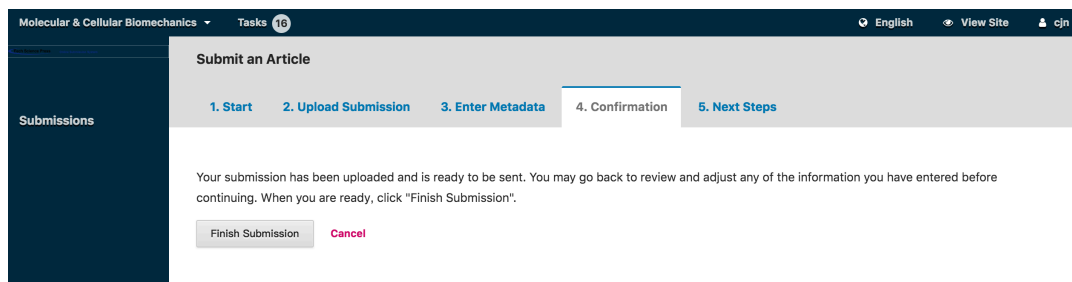 Molecular & Cellular Biomechanics Tasks 16 English View Site cjn
Submit an Article
1. Start 2. Upload Submission 3. Enter Metadata 4. Confirmation 5. Next Steps
Submissions
Your submission has been uploaded and is ready to be sent. You may go back to review and adjust any of the information you have entered before
continuing. When you are ready, click "Finish Submission".
Finish Submission Cancel